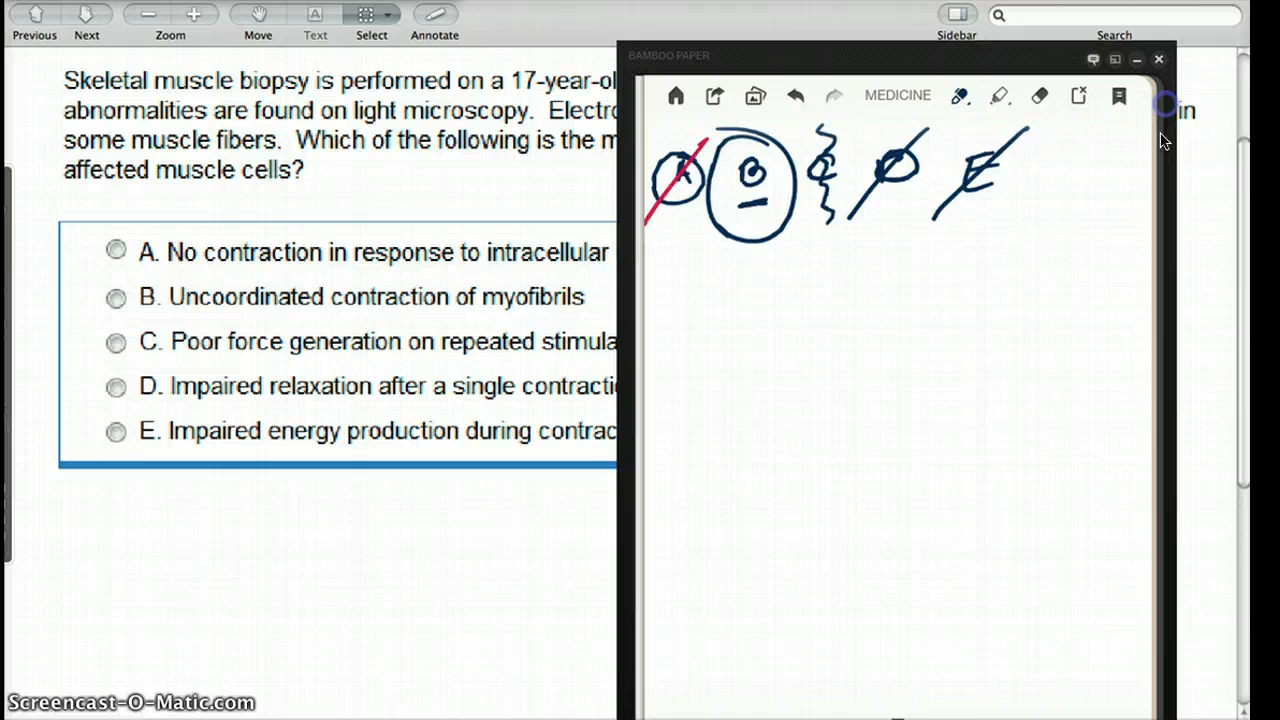 Previous Next Zoom Move Text Select Annotate Sidebar Search
BAMBOO PAPER
MEDICINE
Skeletal muscle biopsy is performed on a 17-year-ol
abnormalities are found on light microscopy. Electro in
some muscle fibers. Which of the following is the m
affected muscle cells?
A. No contraction in response to intracellular
B. Uncoordinated contraction of myofibrils
C. Poor force generation on repeated stimula
D. Impaired relaxation after a single contractio
E. Impaired energy production during contrac
A B C D E
Screencast-O-Matic.com